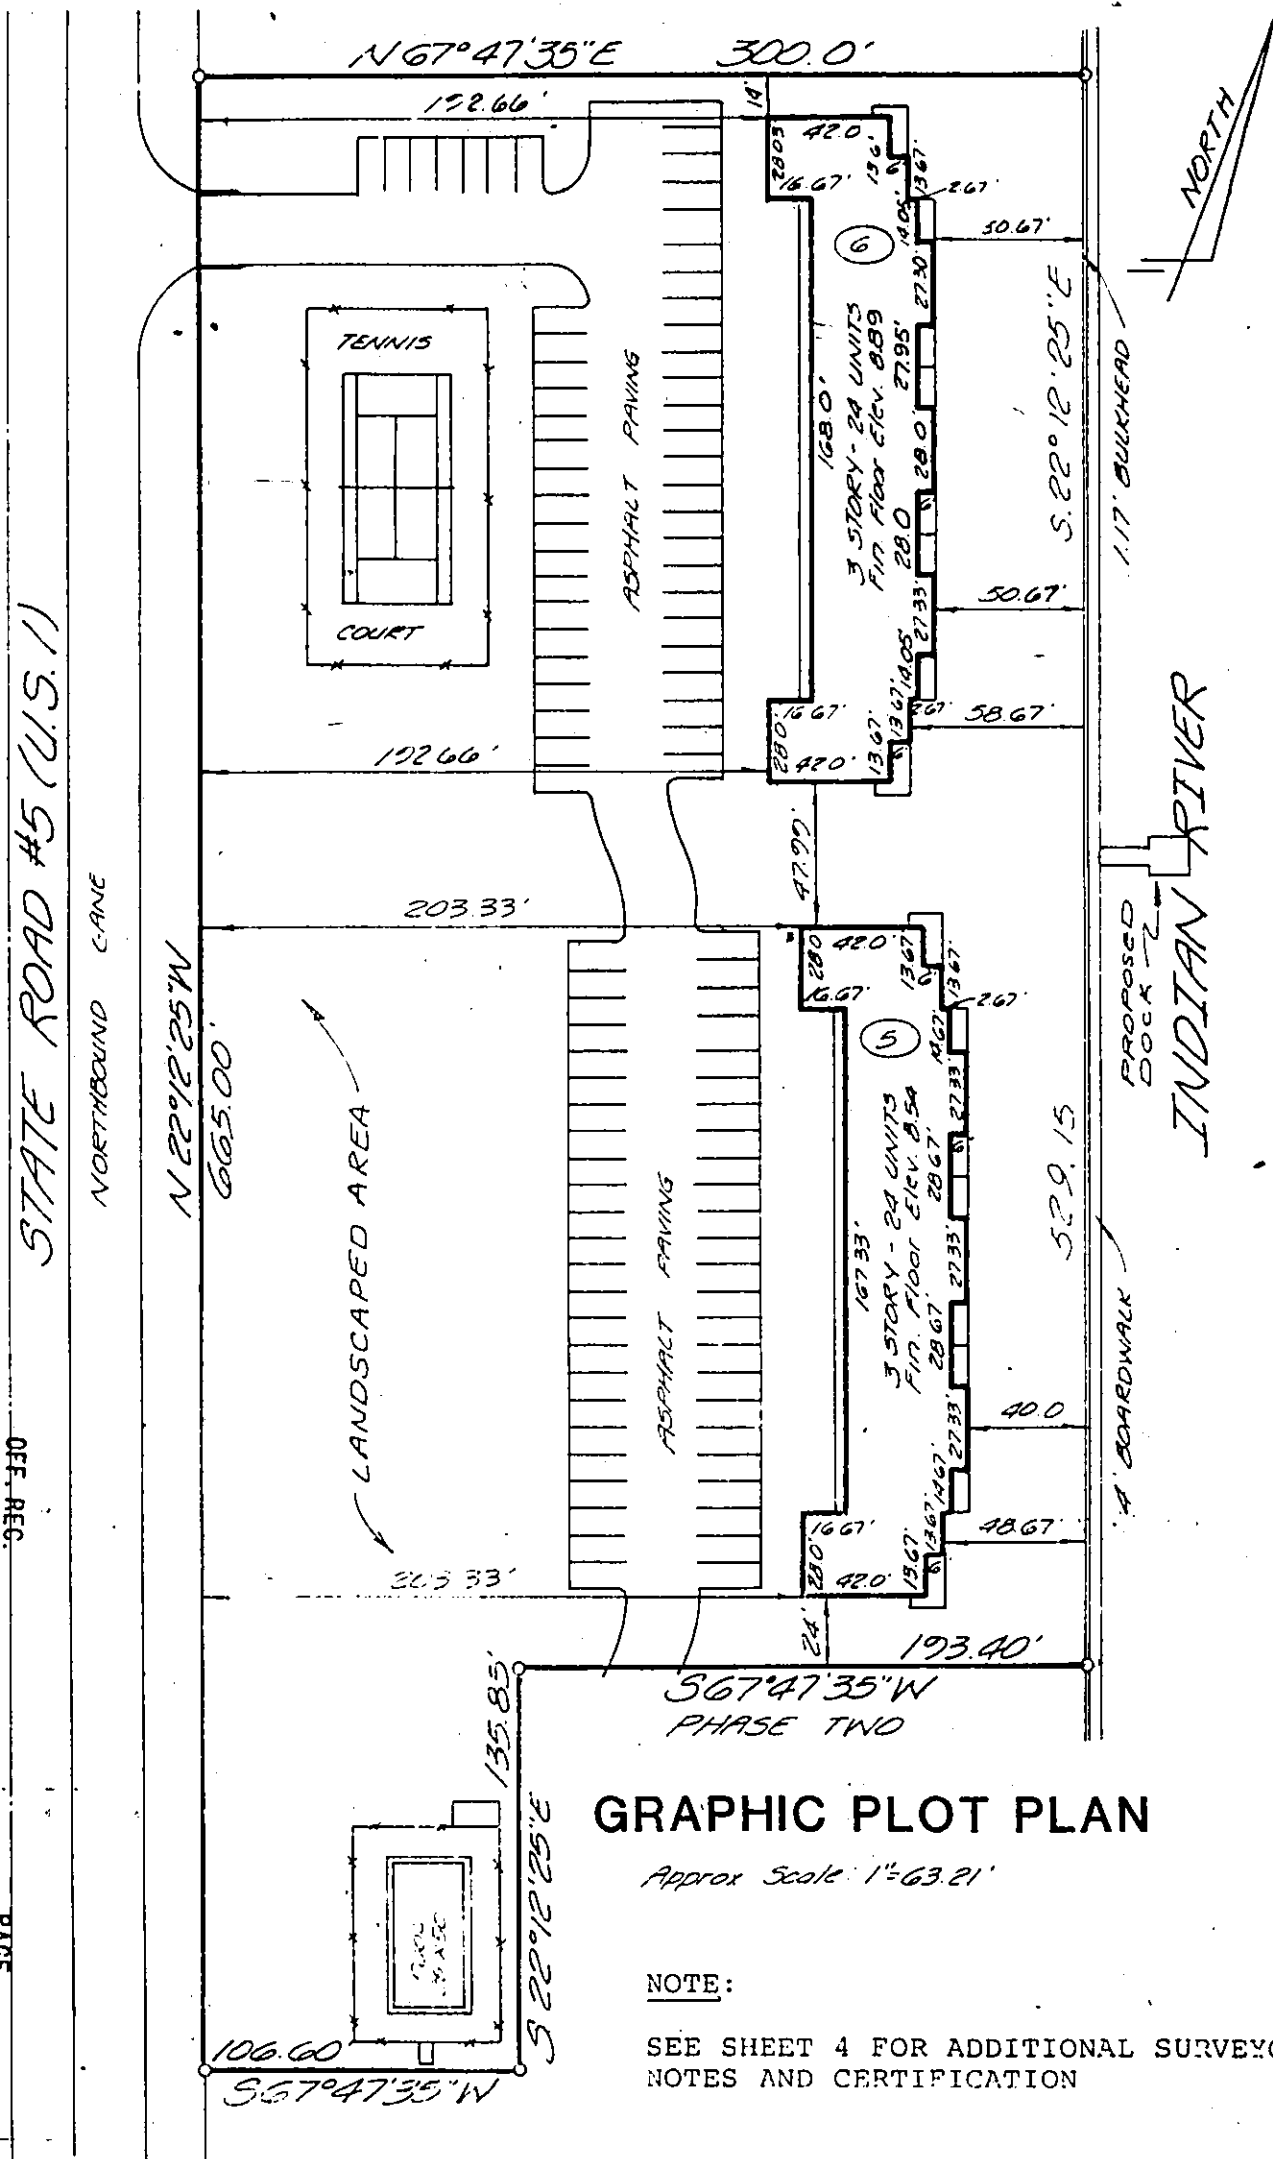 N 67° 47' 35" E 300.0'
192.66'
14'
42.0
28.03
13.6'
13.67'
16.67'
2.67'
14.05'
NORTH
6
50.67'
27.30'
S. 22° 12' 25" E
TENNIS
COURT
ASPHALT PAVING
168.0'
3 STORY - 24 UNITS
Fin. Floor Elev. 8.89
27.95'
28.0'
28.0
1.17' BULKHEAD
50.67'
27.33'
14.05'
13.67'
2.67'
58.67'
16.67'
28.0'
42.0'
13.67'
192.66'
STATE ROAD #5 (U.S. 1)
NORTHBOUND LANE
N 22° 12' 25" W
665.00'
INDIAN RIVER
47.99'
PROPOSED
DOCK
203.33'
28.0'
42.0'
13.67'
13.67'
16.67'
2.67'
5
14.67'
27.33'
LANDSCAPED AREA
ASPHALT PAVING
167.33'
3 STORY - 24 UNITS
Fin. Floor Elev. 8.54
28.67'
27.33'
28.67'
529.15
4' BOARDWALK
27.33'
40.0
14.67'
13.67'
48.67'
16.67'
28.0'
42.0'
13.67'
203.33'
24'
193.40'
S 67° 47' 35" W
PHASE TWO
135.85'
S 22° 12' 25" E
GRAPHIC PLOT PLAN
Approx Scale: 1"=63.21'
106.60
S 67° 47' 35" W
NOTE:
SEE SHEET 4 FOR ADDITIONAL
NOTES AND CERTIFICATION
OFF. REC.
PAGE